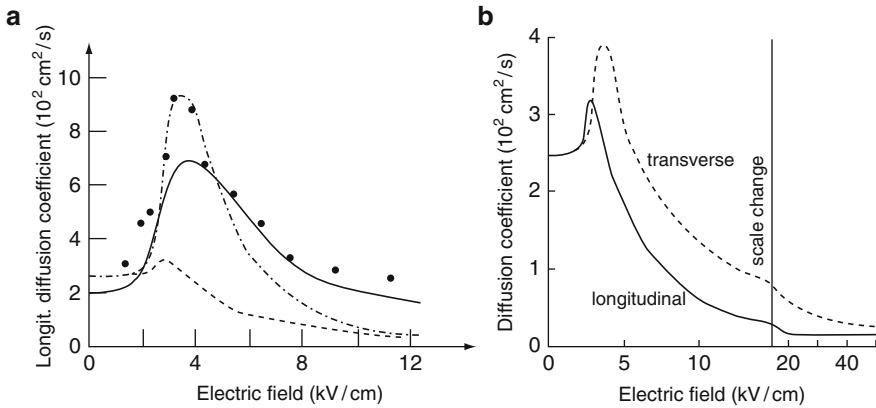 a
Longit. diffusion coefficient (10² cm²/s)
10
8
6
4
2
0
0 4 8 12
Electric field (kV/cm)
b
Diffusion coefficient (10² cm²/s)
4
3
2
1
0
transverse
longitudinal
scale change
0 5 10 20 40
Electric field (kV/cm)